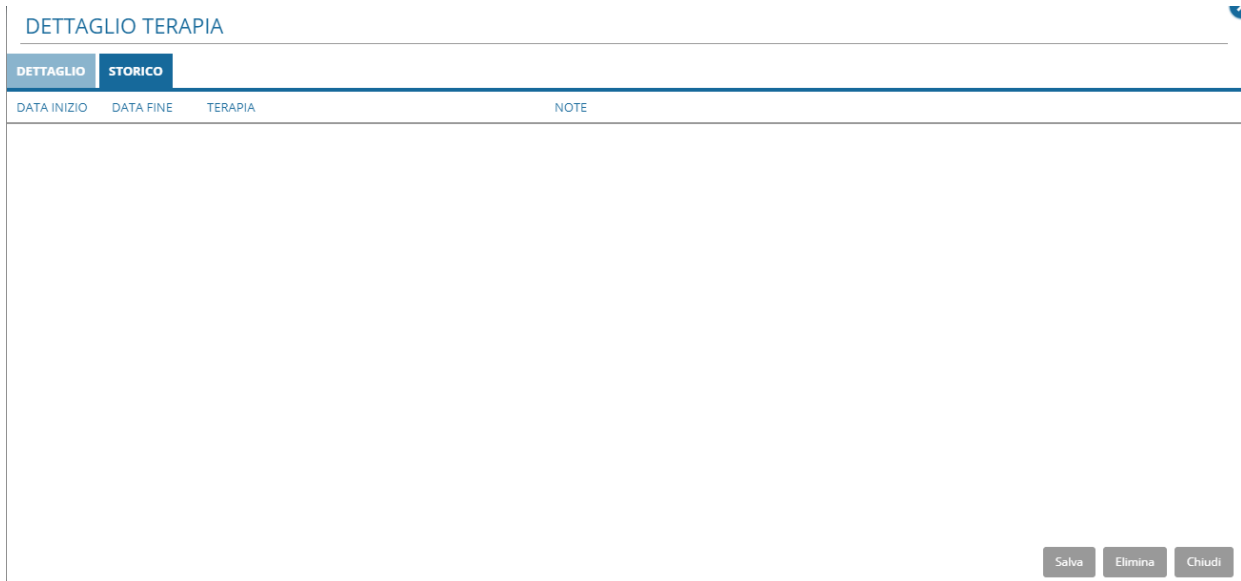 DETTAGLIO TERAPIA
DETTAGLIO STORICO
DATA INIZIO DATA FINE TERAPIA NOTE
Salva Elimina Chiudi